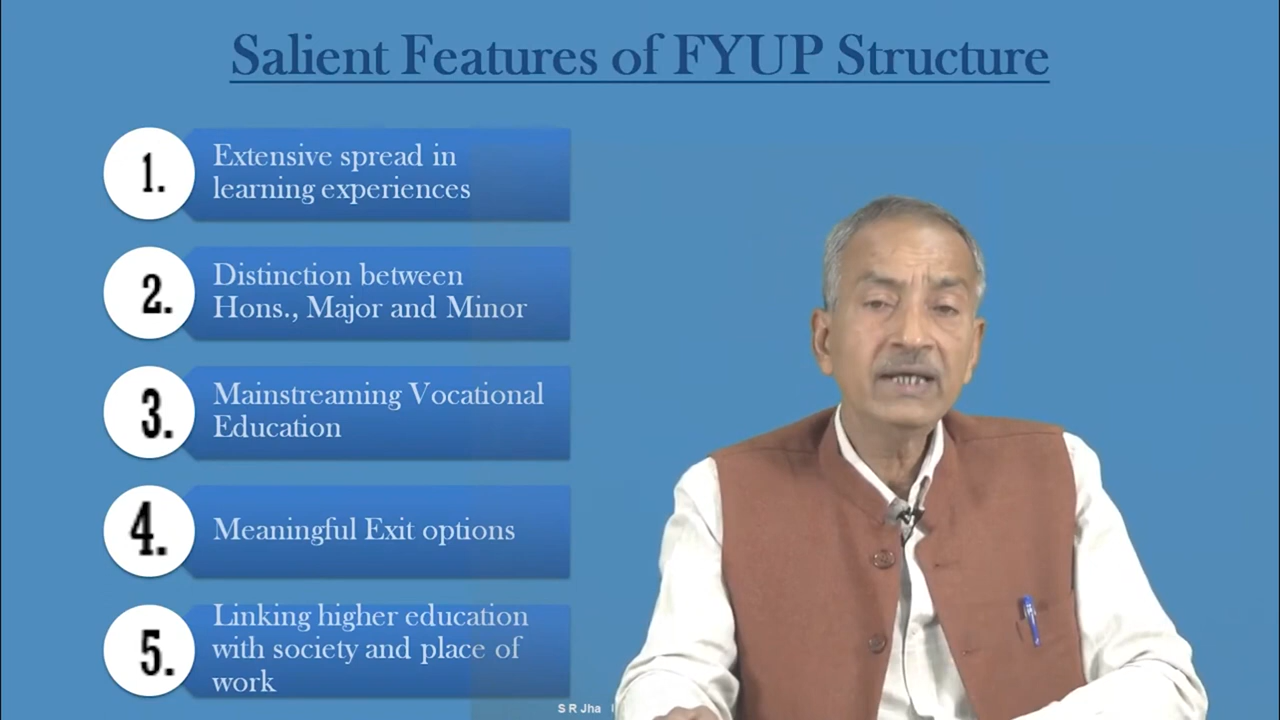 Salient Features of FYUP Structure
1.
Extensive spread in
learning experiences
2.
Distinction between
Hons., Major and Minor
3.
Mainstreaming Vocational
Education
4.
Meaningful Exit options
5.
Linking higher education
with society and place of
work
S R Jha